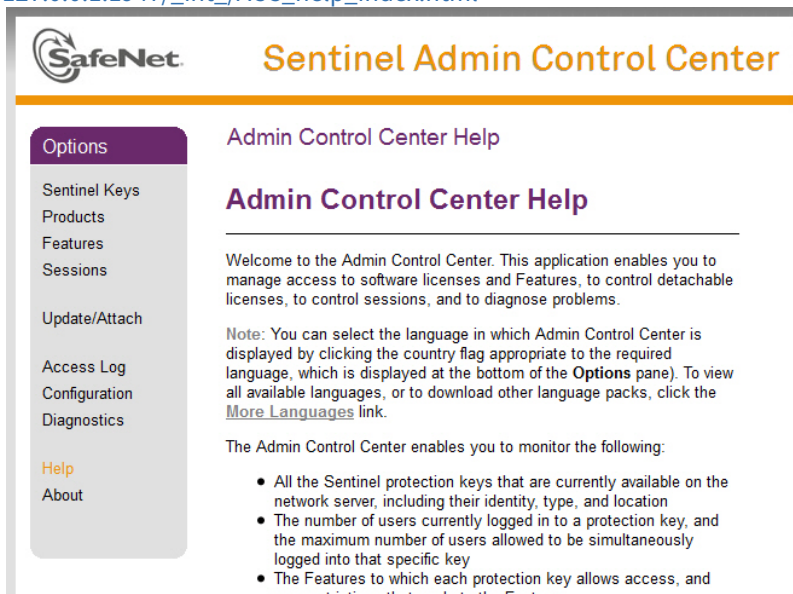 SafeNet.
Sentinel Admin Control Center
Options
Sentinel Keys
Products
Features
Sessions
Update/Attach
Access Log
Configuration
Diagnostics
Help
About
Admin Control Center Help
Admin Control Center Help
Welcome to the Admin Control Center. This application enables you to
manage access to software licenses and Features, to control detachable
licenses, to control sessions, and to diagnose problems.
Note: You can select the language in which Admin Control Center is
displayed by clicking the country flag appropriate to the required
language, which is displayed at the bottom of the Options pane). To view
all available languages, or to download other language packs, click the
More Languages link.
The Admin Control Center enables you to monitor the following:
• All the Sentinel protection keys that are currently available on the
network server, including their identity, type, and location
• The number of users currently logged in to a protection key, and
the maximum number of users allowed to be simultaneously
logged into that specific key
• The Features to which each protection key allows access, and